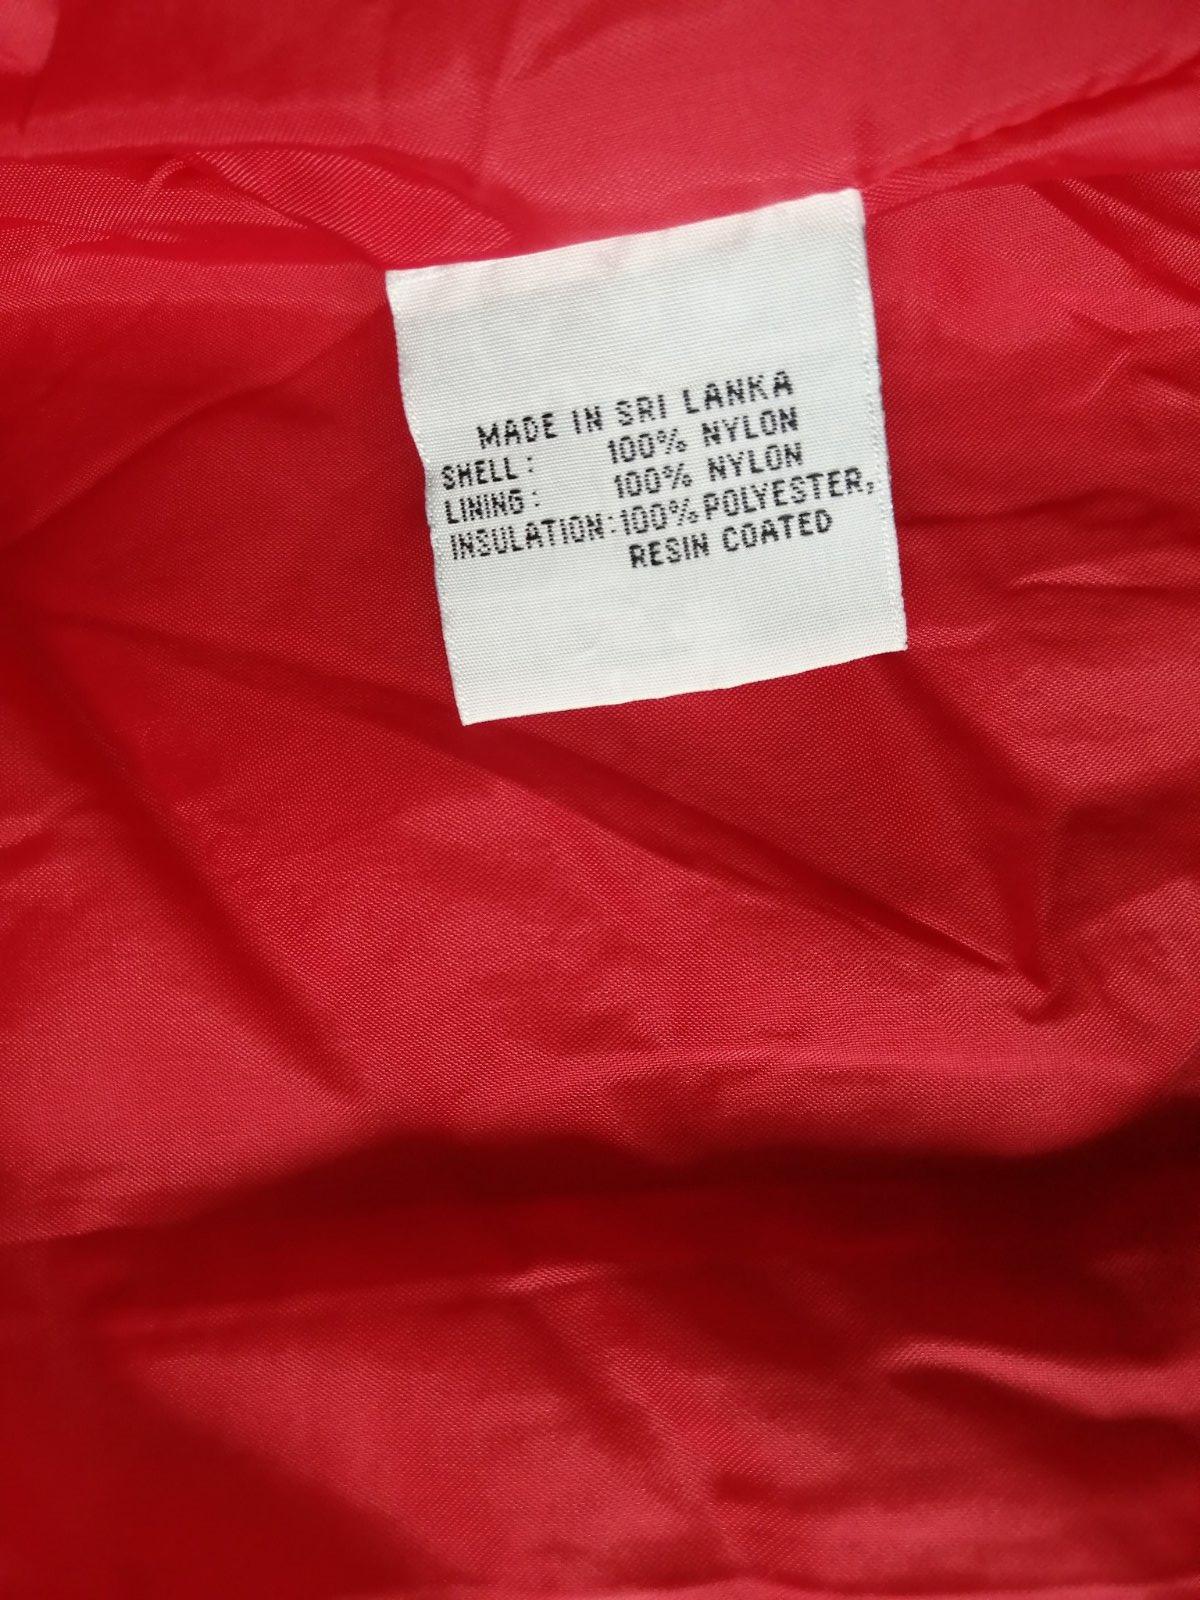 MADE IN SRI LANKA
SHELL: 100% NYLON
LINING: 100% NYLON
INSULATION: 100% POLYESTER,
RESIN COATED